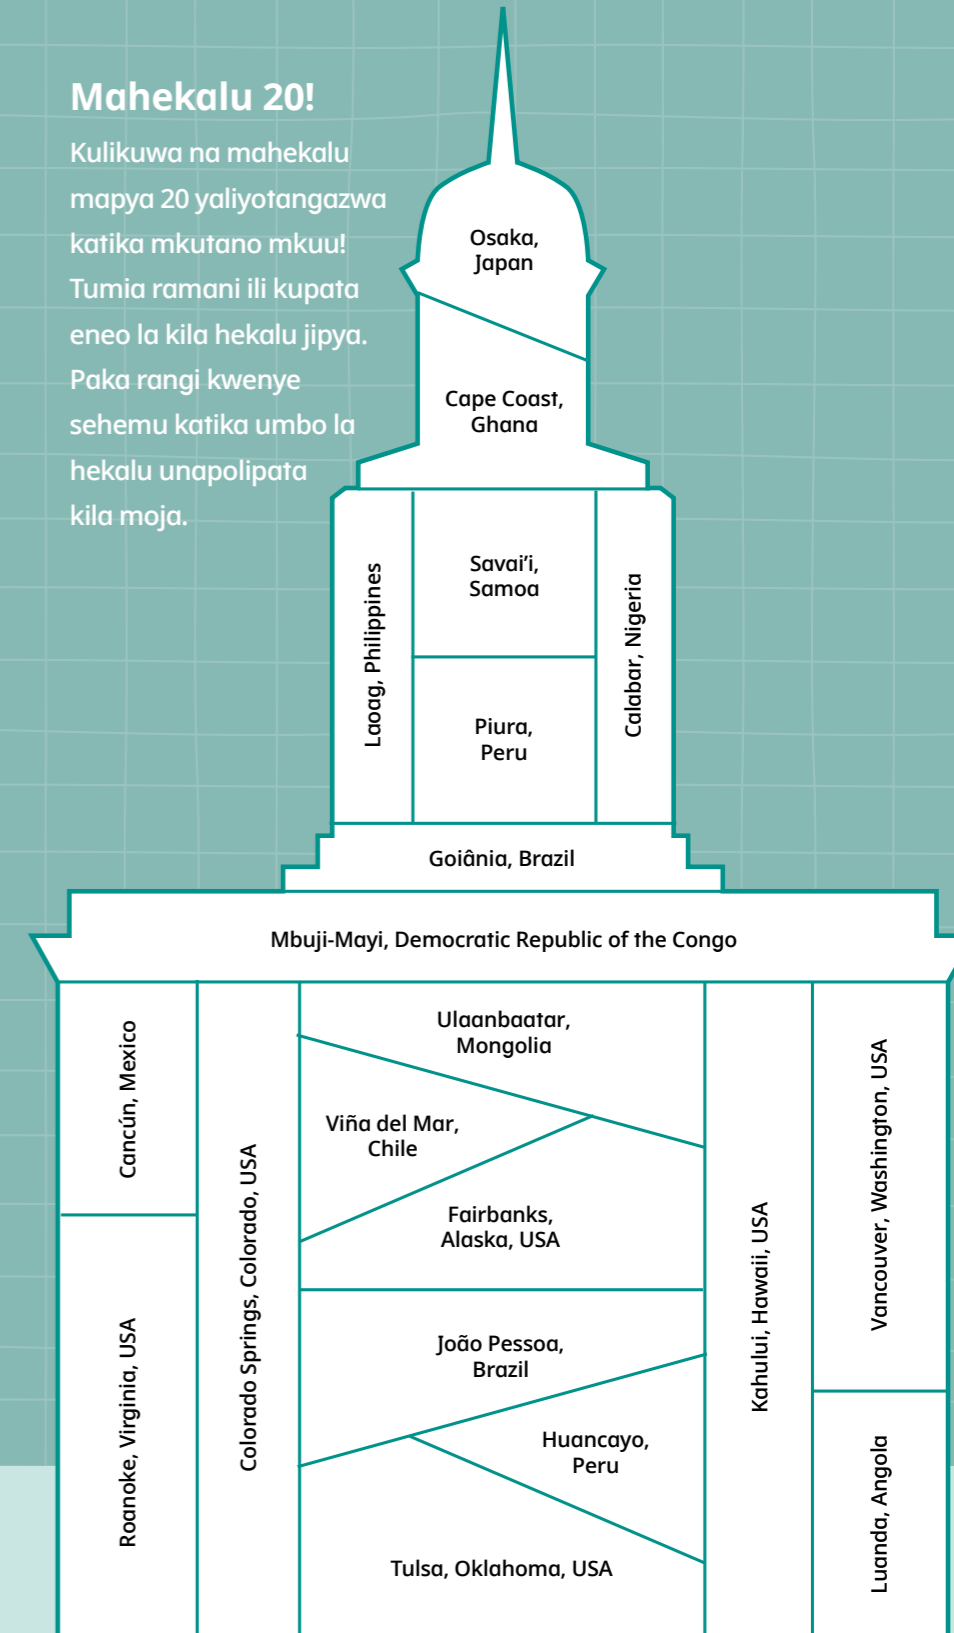 Mahekalu 20!
Kulikuwa na mahekalu
mapya 20 yaliyotangazwa
katika mkutano mkuu!
Tumia ramani ili kupata
eneo la kila hekalu jipya.
Paka rangi kwenye
sehemu katika umbo la
hekalu unapolipata
kila moja.
Osaka,
Japan
Cape Coast,
Ghana
Laoag, Philippines
Savai’i,
Samoa
Calabar, Nigeria
Piura,
Peru
Goiânia, Brazil
Mbuji-Mayi, Democratic Republic of the Congo
Cancún, Mexico
Roanoke, Virginia, USA
Colorado Springs, Colorado, USA
Ulaanbaatar,
Mongolia
Viña del Mar,
Chile
Fairbanks,
Alaska, USA
João Pessoa,
Brazil
Huancayo,
Peru
Tulsa, Oklahoma, USA
Kahului, Hawaii, USA
Vancouver, Washington, USA
Luanda, Angola